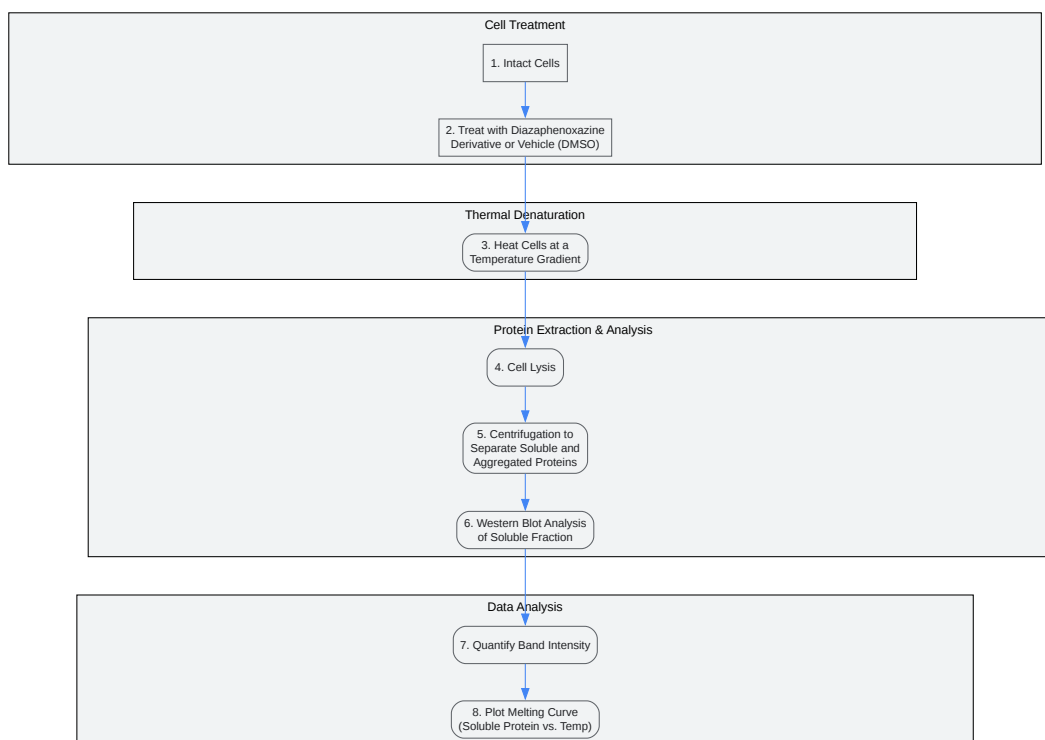 Cell Treatment
1. Intact Cells
2. Treat with Diazaphenoxazine
Derivative or Vehicle (DMSO)
Thermal Denaturation
3. Heat Cells at a
Temperature Gradient
Protein Extraction & Analysis
4. Cell Lysis
5. Centrifugation to
Separate Soluble and
Aggregated Proteins
6. Western Blot Analysis
of Soluble Fraction
Data Analysis
7. Quantify Band Intensity
8. Plot Melting Curve
(Soluble Protein vs. Temp)